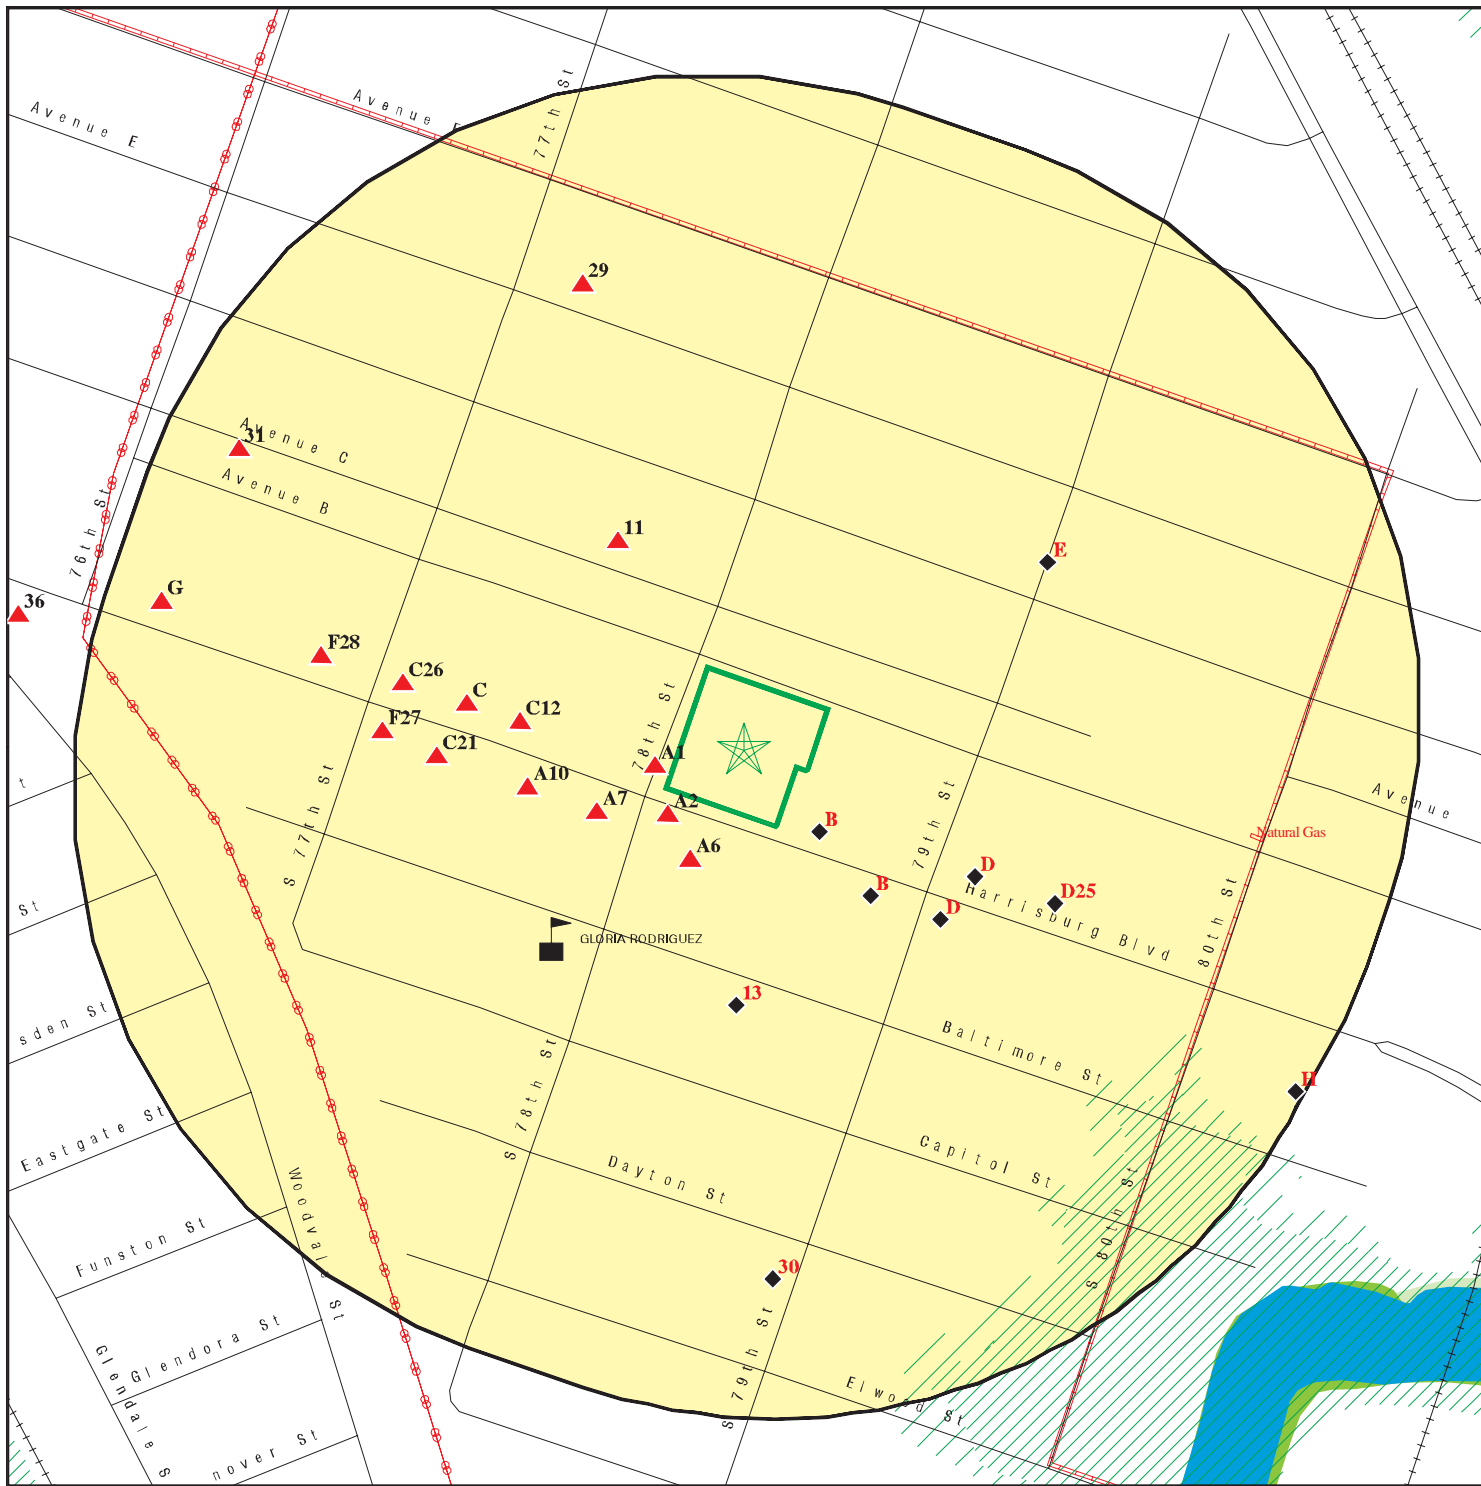 77th St
Avenue E
Avenue
29
Avenue C
31
Avenue B
76th St
11
E
36
G
F28
C26
C
C12
F27
C21
78th St
A1
A10
A7
A2
B
A6
S 77th St
79th St
Avenue
Natural Gas
t
St
B
D
D25
D
Harrisburg Blvd
80th St
GLORIA RODRIGUEZ
13
sden St
Baltimore St
S 78th St
H
Eastgate St
Capitol St
Dayton St
S 80th St
Funston St
Woodvale St
30
S 79th St
Glendora St
Glendale S
Elwood St
nover St